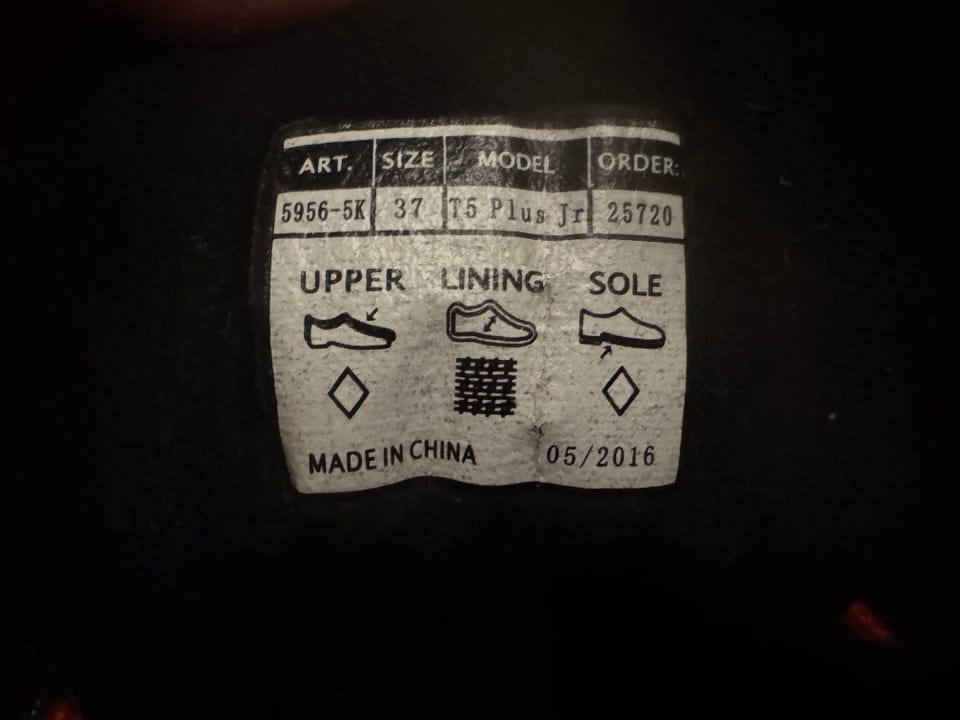 ART. SIZE MODEL ORDER:
5956-5K 37 T5 Plus Jr 25720
UPPER LINING SOLE
MADE IN CHINA 05/2016